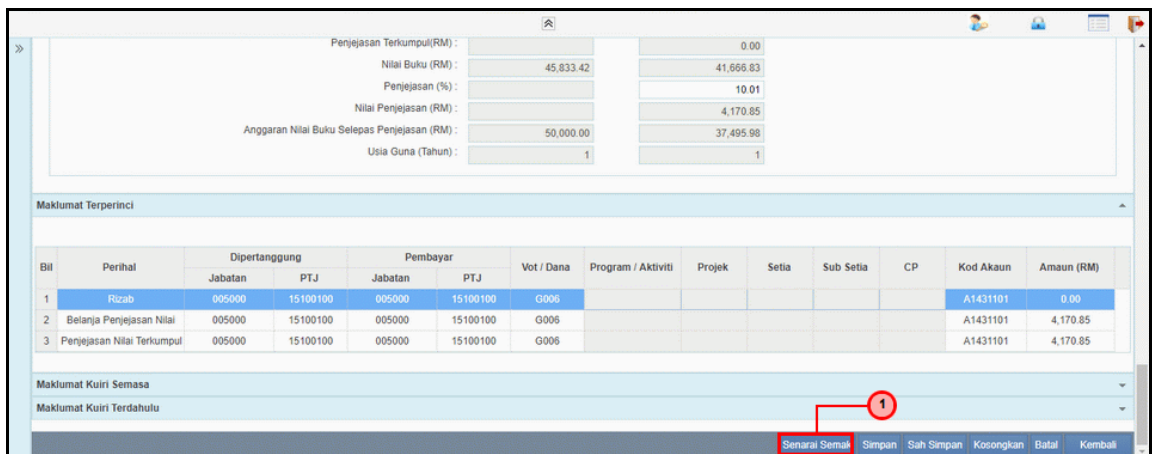 Penjejasan Terkumpul(RM) : 0.00
Nilai Buku (RM) : 45,833.42 41,666.83
Penjejasan (%) : 10.01
Nilai Penjejasan (RM) : 4,170.85
Anggaran Nilai Buku Selepas Penjejasan (RM) : 50,000.00 37,495.98
Usia Guna (Tahun) : 1 1
Maklumat Terperinci
Bil Perihal Dipertanggung Pembayar Vot / Dana Program / Aktiviti Projek Setia Sub Setia CP Kod Akaun Amaun (RM)
Jabatan PTJ Jabatan PTJ
1 Rizab 005000 15100100 005000 15100100 G006 A1431101 0.00
2 Belanja Penjejasan Nilai 005000 15100100 005000 15100100 G006 A1431101 4,170.85
3 Penjejasan Nilai Terkumpul 005000 15100100 005000 15100100 G006 A1431101 4,170.85
Maklumat Kuiri Semasa
Maklumat Kuiri Terdahulu
1
Senarai Semak Simpan Sah Simpan Kosongkan Batal Kembali